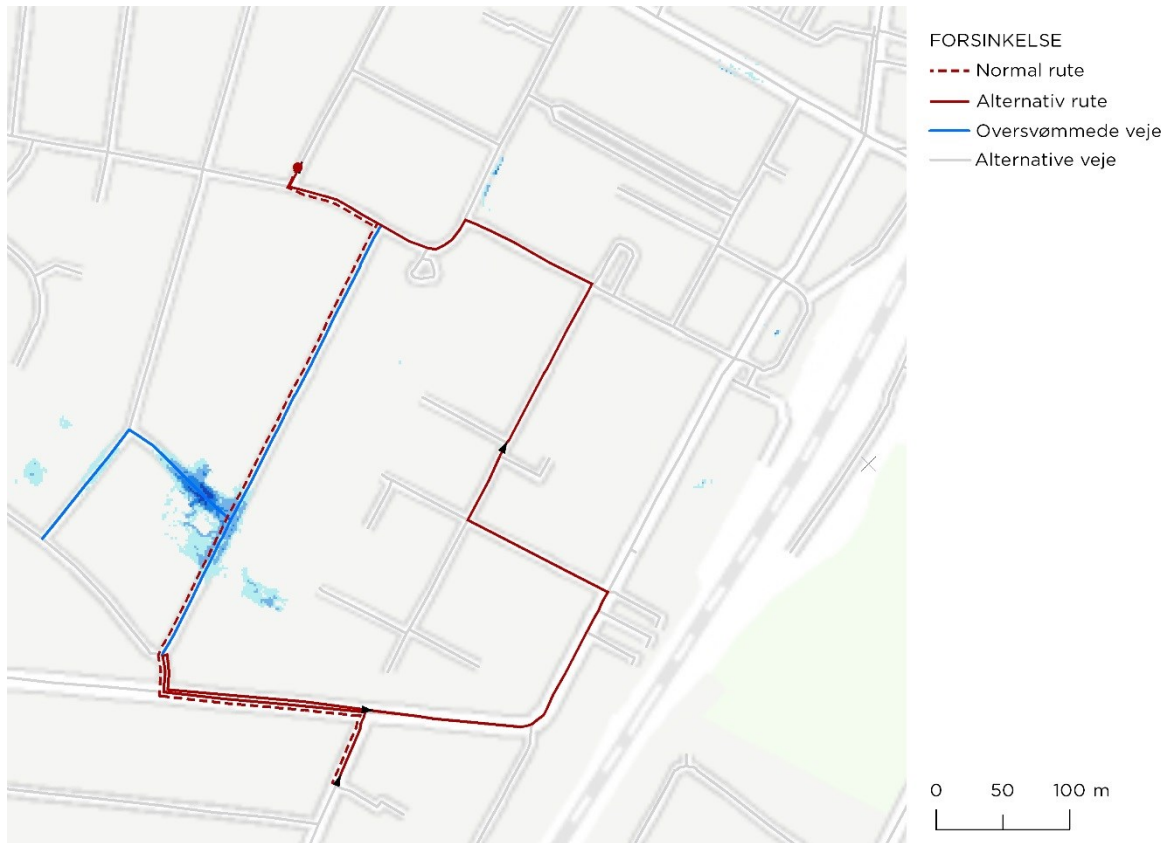 FORSINKELSE
Normal rute
Alternativ rute
Oversvømmede veje
Alternative veje
0 50 100 m